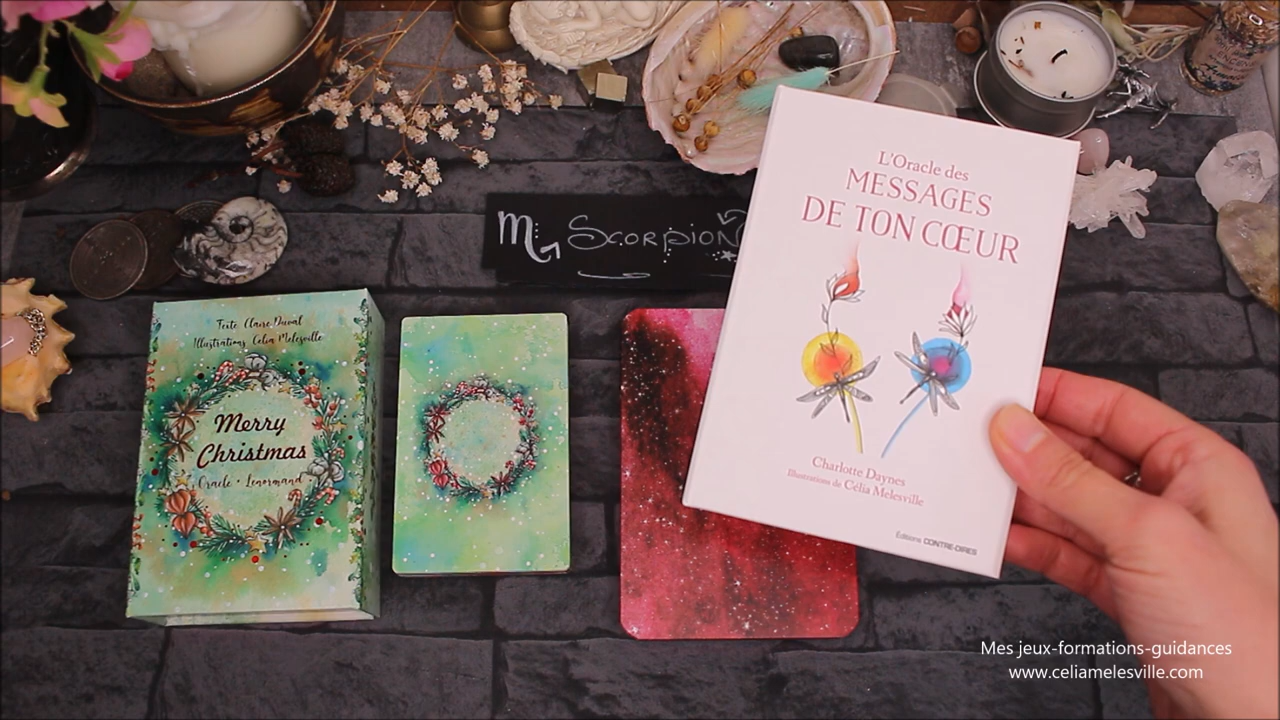 L'Oracle des
MESSAGES
DE TON CŒUR
Charlotte Daynes
Illustrations de Célia Melesville
Éditions CONTRE-DIRES
Scorpion
Texte Claire Duval
Illustrations Célia Melesville
Merry
Christmas
Oracle • Lenormand
Mes jeux-formations-guidances
www.celiamelesville.com